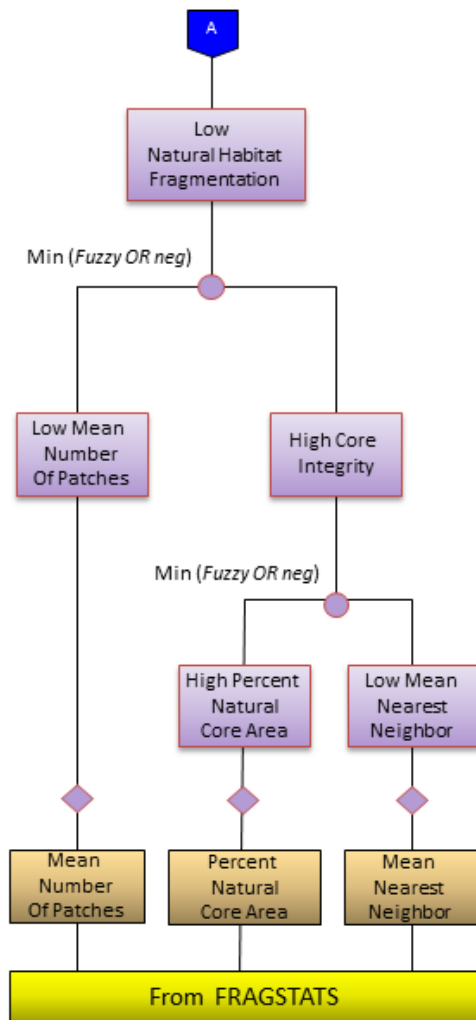 A
Low
Natural Habitat
Fragmentation
Min (Fuzzy OR neg)
Low Mean
Number
Of Patches
High Core
Integrity
Min (Fuzzy OR neg)
High Percent
Natural
Core Area
Low Mean
Nearest
Neighbor
Mean
Number
Of Patches
Percent
Natural
Core Area
Mean
Nearest
Neighbor
From FRAGSTATS